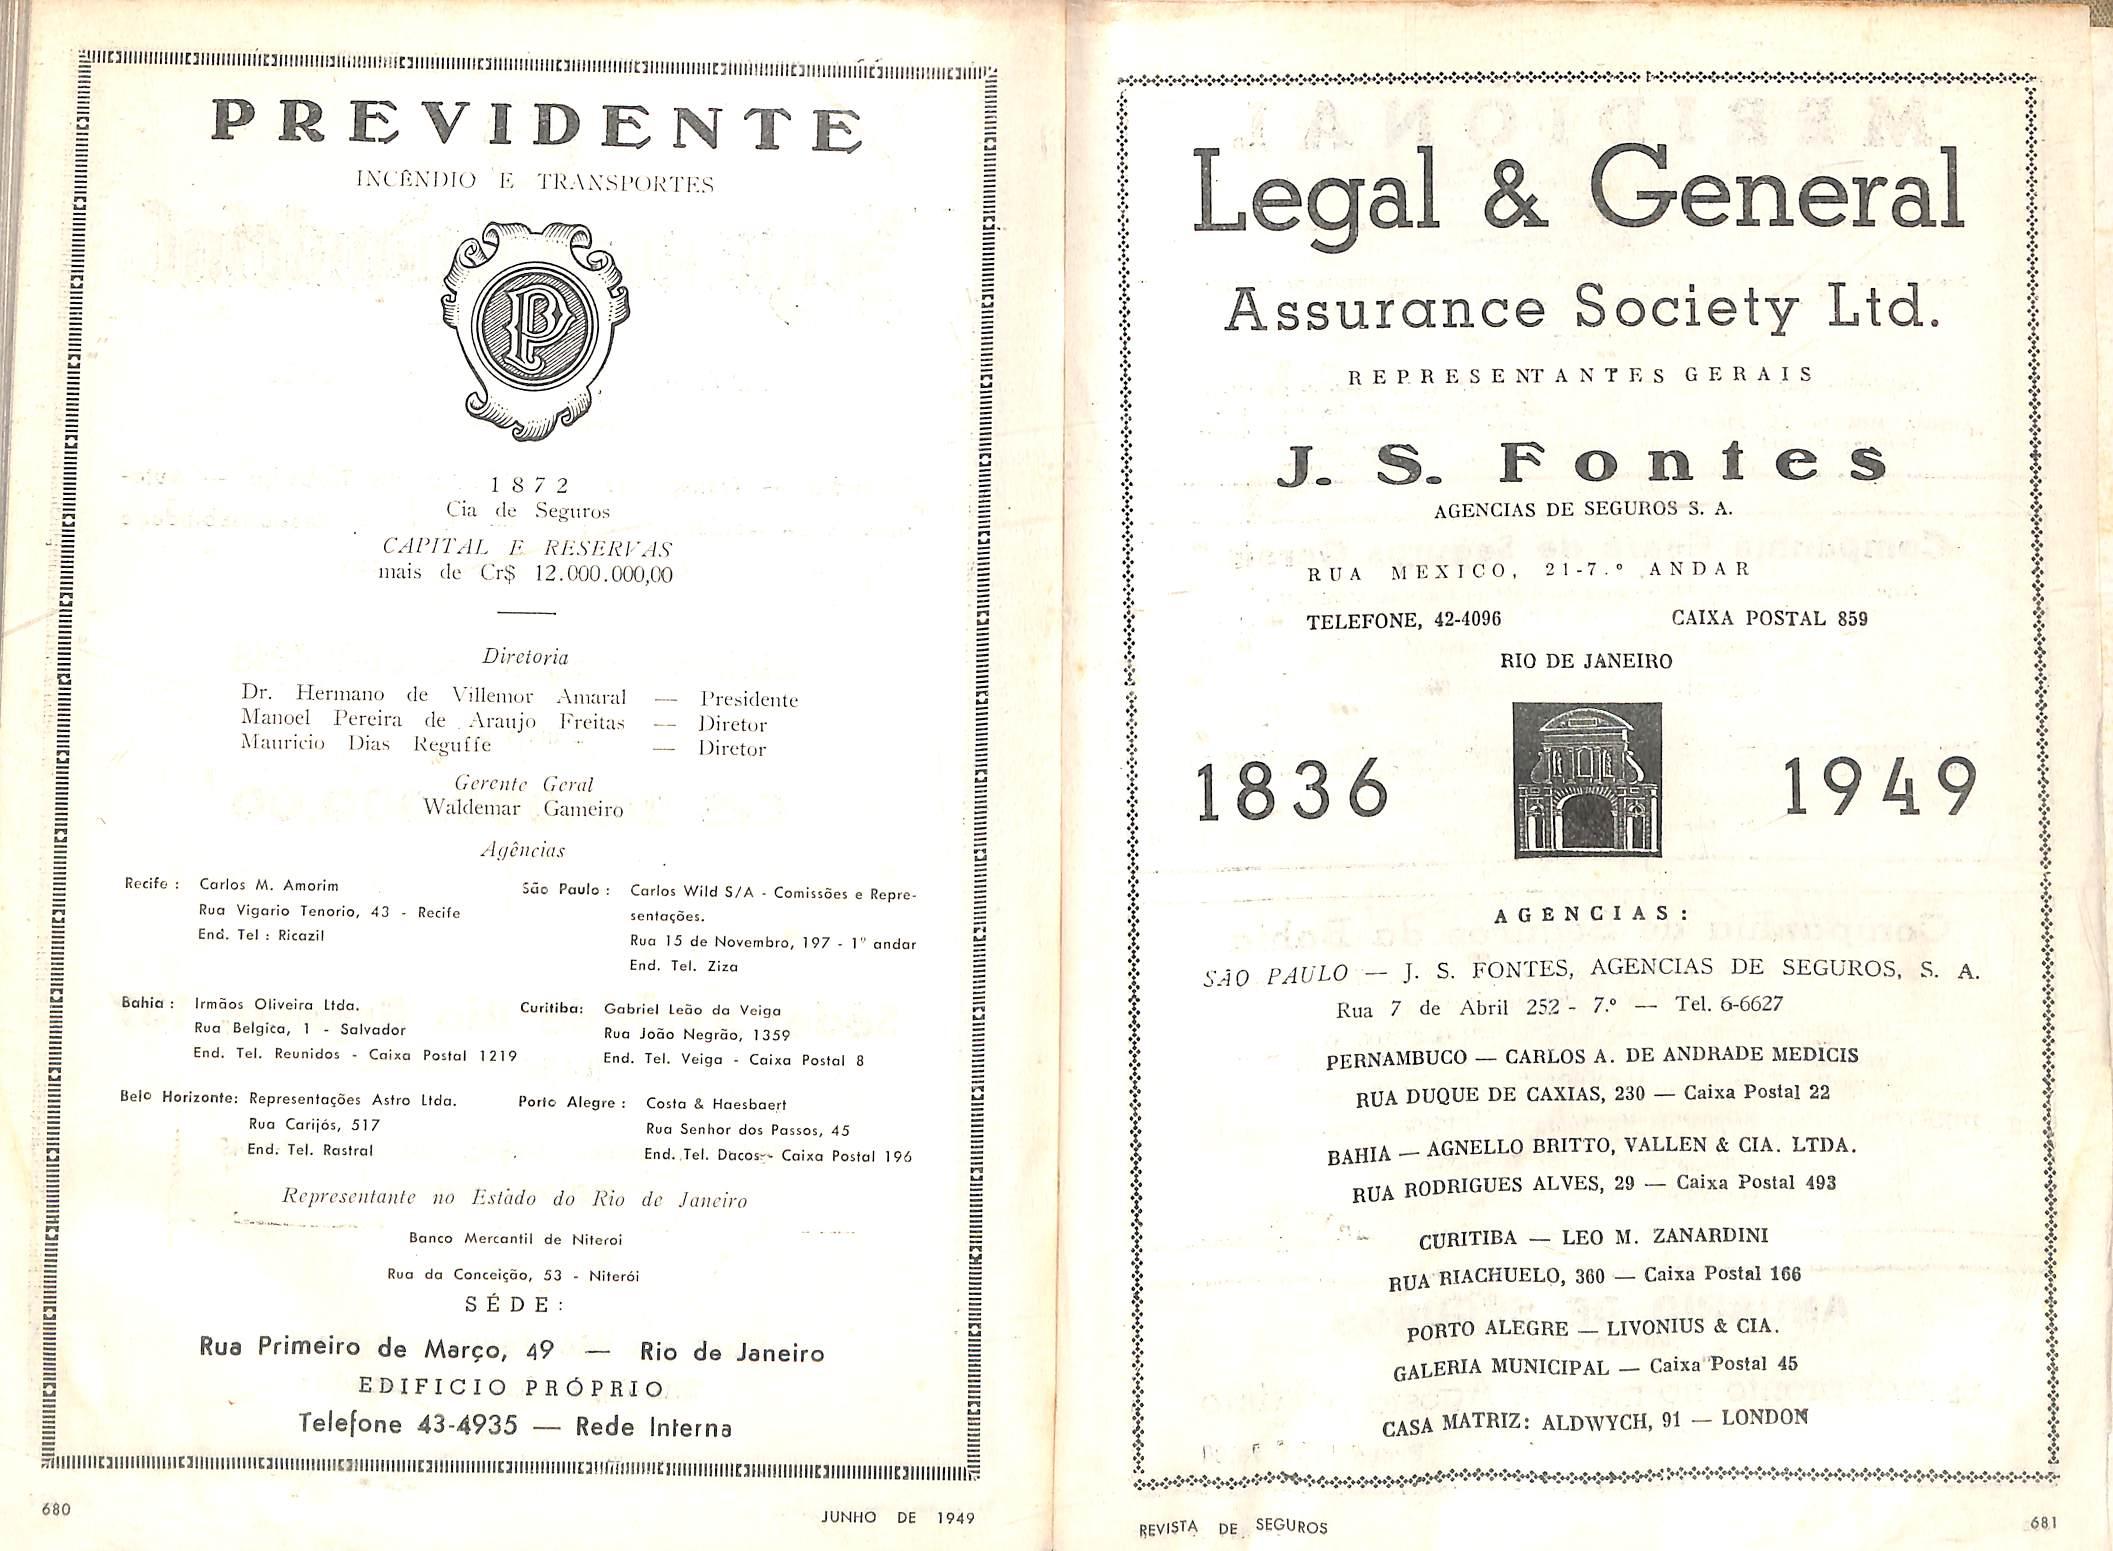 PREVIDENTE
INCÊNDIO E TRANSPORTES
P
1872
Cia de Seguros
CAPITAL E RESERVAS
mais de Cr$ 12.000.000,00
Diretoria
Dr. Hermano de Villemor Amaral — Presidente
Manoel Pereira de Araujo Freitas — Diretor
Mauricio Dias Reguffe — Diretor
Gerente Geral
Waldemar Gameiro
Agências
Recife : Carlos M. Amorim
Rua Vigario Tenorio, 43 - Recife
End. Tel : Ricazil
São Paulo : Carlos Wild S/A - Comissões e Repre-
sentações.
Rua 15 de Novembro, 197 - 1º andar
End. Tel. Ziza
Bahia : Irmãos Oliveira Ltda.
Rua Belgica, 1 - Salvador
End. Tel. Reunidos - Caixa Postal 1219
Curitiba: Gabriel Leão da Veiga
Rua João Negrão, 1359
End. Tel. Veiga - Caixa Postal 8
Belo Horizonte: Representações Astro Ltda.
Rua Carijós, 517
End. Tel. Rastral
Porto Alegre : Costa & Haesbaert
Rua Senhor dos Passos, 45
End. Tel. Dacos - Caixa Postal 196
Representante no Estado do Rio de Janeiro
Banco Mercantil de Niteroi
Rua da Conceição, 53 - Niterói
SÉDE:
Rua Primeiro de Março, 49 — Rio de Janeiro
EDIFICIO PRÓPRIO
Telefone 43-4935 — Rede Interna
680
JUNHO DE 1949
Legal & General
Assurance Society Ltd.
REPRESENTANTES GERAIS
J. S. Fontes
AGENCIAS DE SEGUROS S. A.
RUA MEXICO, 21-7.º ANDAR
TELEFONE, 42-4096 CAIXA POSTAL 859
RIO DE JANEIRO
1836 1949
AGENCIAS:
SÃO PAULO — J. S. FONTES, AGENCIAS DE SEGUROS, S. A.
Rua 7 de Abril 252 - 7.º — Tel. 6-6627
PERNAMBUCO — CARLOS A. DE ANDRADE MEDICIS
RUA DUQUE DE CAXIAS, 230 — Caixa Postal 22
BAHIA — AGNELLO BRITTO, VALLEN & CIA. LTDA.
RUA RODRIGUES ALVES, 29 — Caixa Postal 493
CURITIBA — LEO M. ZANARDINI
RUA RIACHUELO, 360 — Caixa Postal 166
PORTO ALEGRE — LIVONIUS & CIA.
GALERIA MUNICIPAL — Caixa Postal 45
CASA MATRIZ: ALDWYCH, 91 — LONDON
REVISTA DE SEGUROS
681